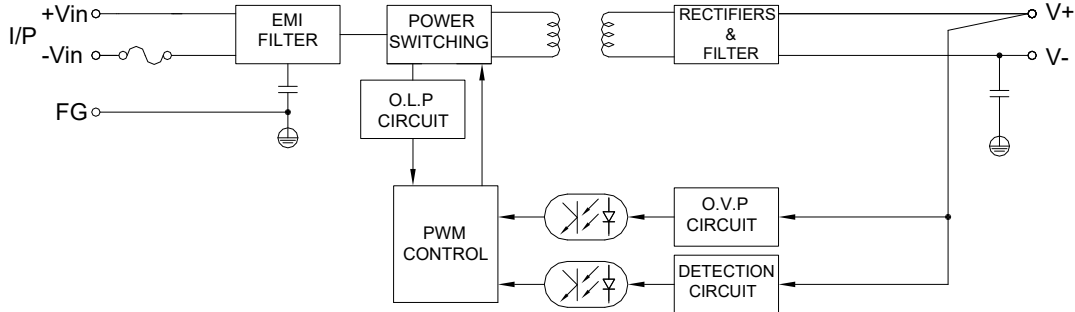 +Vin
I/P
-Vin
FG
EMI
FILTER
POWER
SWITCHING
O.L.P
CIRCUIT
PWM
CONTROL
RECTIFIERS
&
FILTER
V+
V-
O.V.P
CIRCUIT
DETECTION
CIRCUIT